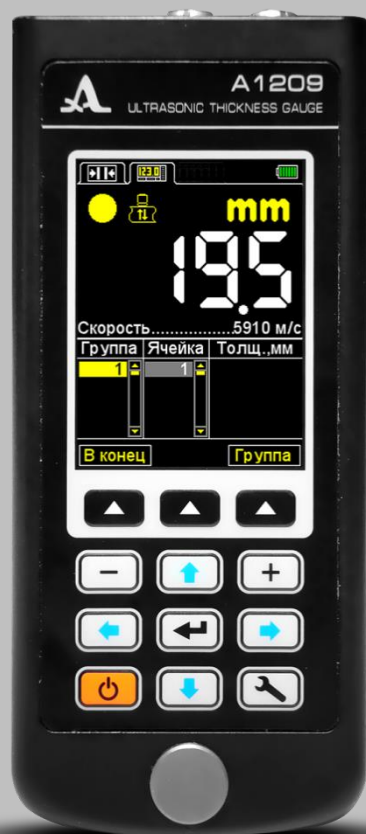 A1209
ULTRASONIC THICKNESS GAUGE
123.0
mm
19.5
Скорость..................5910 м/с
Группа Ячейка Толщ.,мм
1 1
В конец Группа